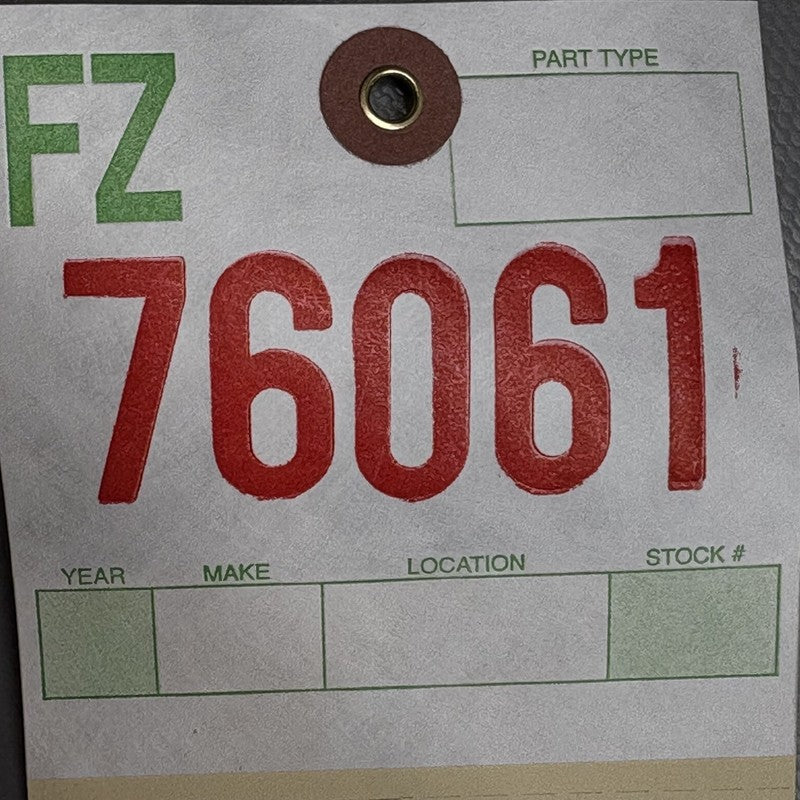 FZ
PART TYPE
76061
YEAR MAKE LOCATION STOCK #